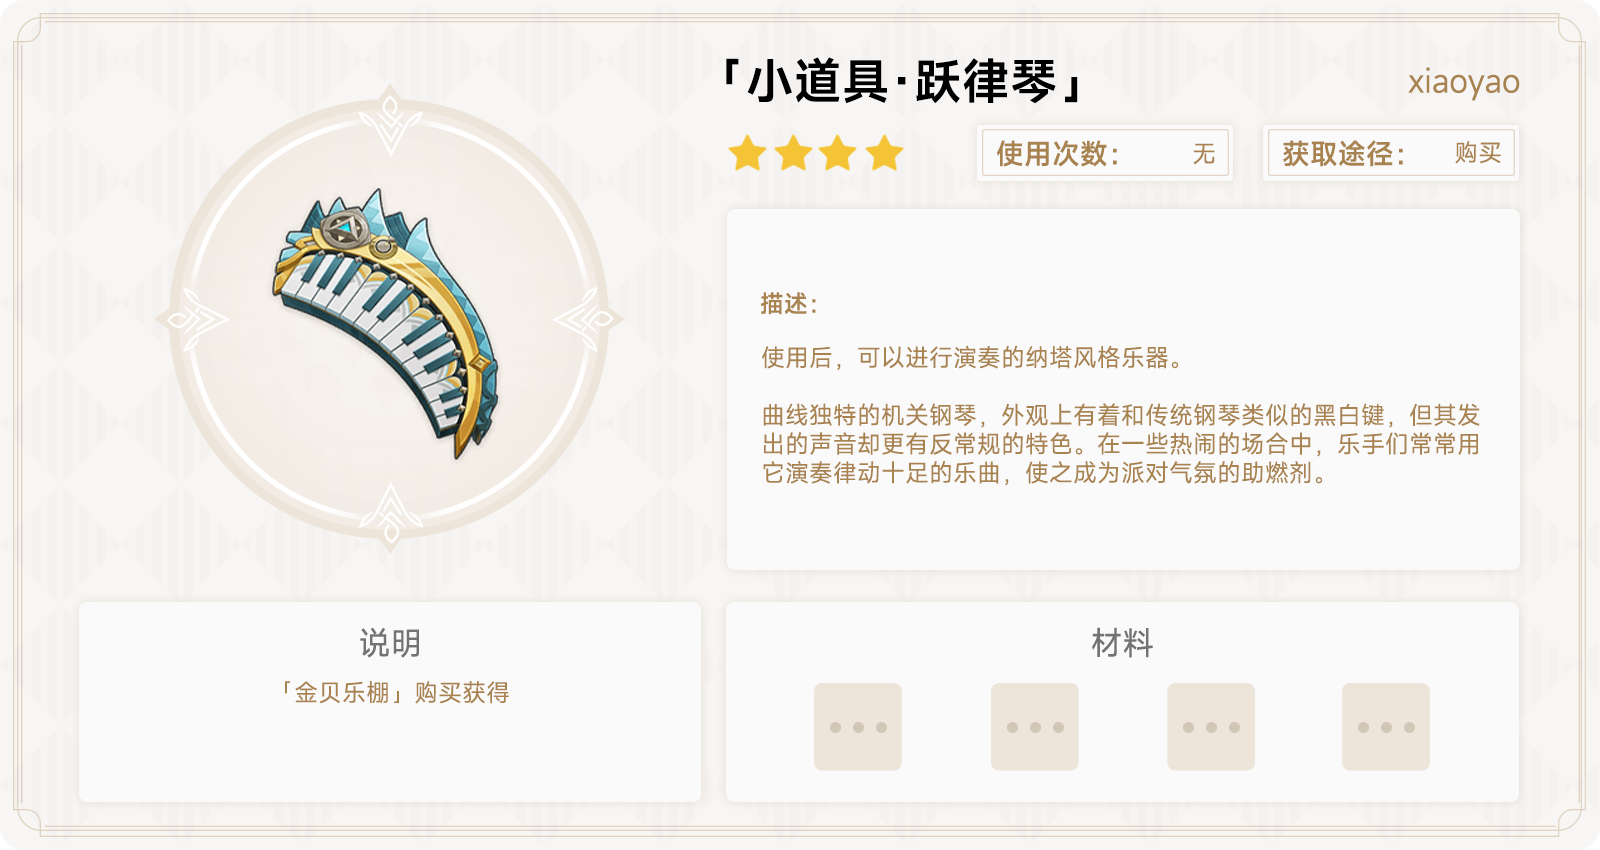 「小道具·跃律琴」
xiaoyao
使用次数： 无
获取途径： 购买
描述：
使用后，可以进行演奏的纳塔风格乐器。
曲线独特的机关钢琴，外观上有着和传统钢琴类似的黑白键，但其发
出的声音却更有反常规的特色。在一些热闹的场合中，乐手们常常用
它演奏律动十足的乐曲，使之成为派对气氛的助燃剂。
说明
「金贝乐棚」购买获得
材料